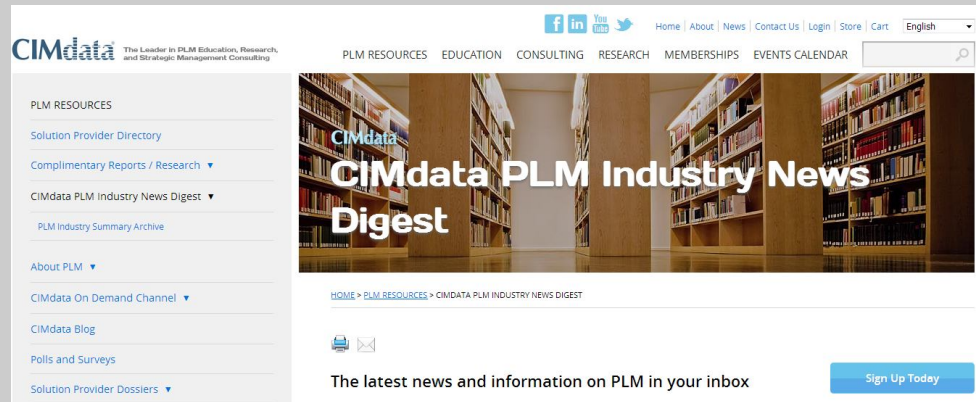 Home | About | News | Contact Us | Login | Store | Cart English
CIMdata® The Leader in PLM Education, Research,
and Strategic Management Consulting
PLM RESOURCES EDUCATION CONSULTING RESEARCH MEMBERSHIPS EVENTS CALENDAR
PLM RESOURCES
Solution Provider Directory
Complimentary Reports / Research
CIMdata PLM Industry News Digest
PLM Industry Summary Archive
About PLM
CIMdata On Demand Channel
CIMdata Blog
Polls and Surveys
Solution Provider Dossiers
CIMdata
CIMdata PLM Industry News
Digest
HOME > PLM RESOURCES > CIMDATA PLM INDUSTRY NEWS DIGEST
The latest news and information on PLM in your inbox
Sign Up Today